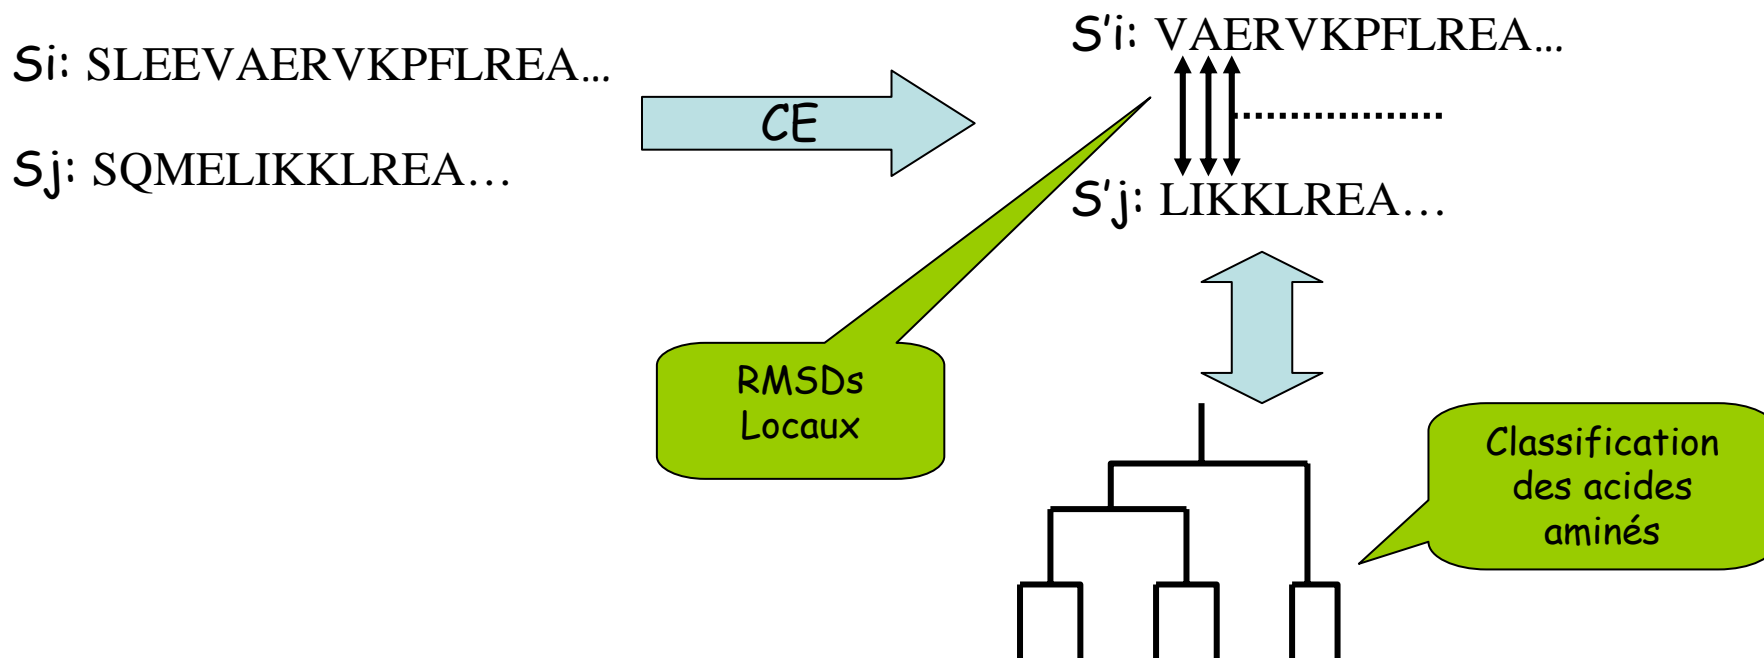 Si: SLEEVAERVKPFLREA...
Sj: SQMELIKKLREA…
CE
S'i: VAERVKPFLREA...
S'j: LIKKLREA…
RMSDs
Locaux
Classification
des acides
aminés